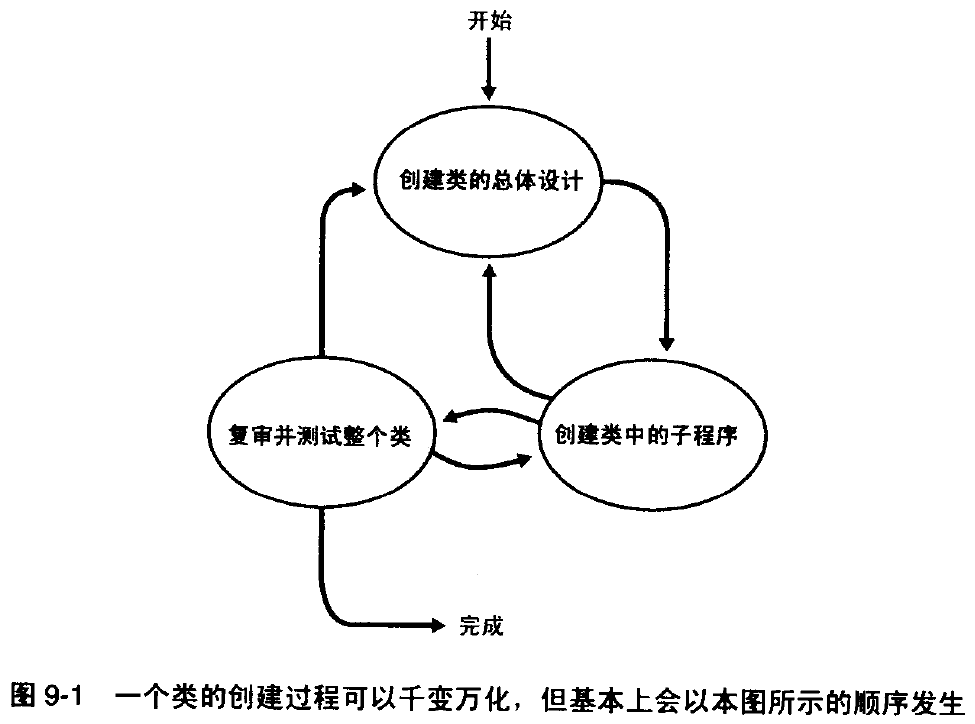 开始
创建类的总体设计
复审并测试整个类
创建类中的子程序
完成
图 9-1 一个类的创建过程可以千变万化，但基本上会以本图所示的顺序发生